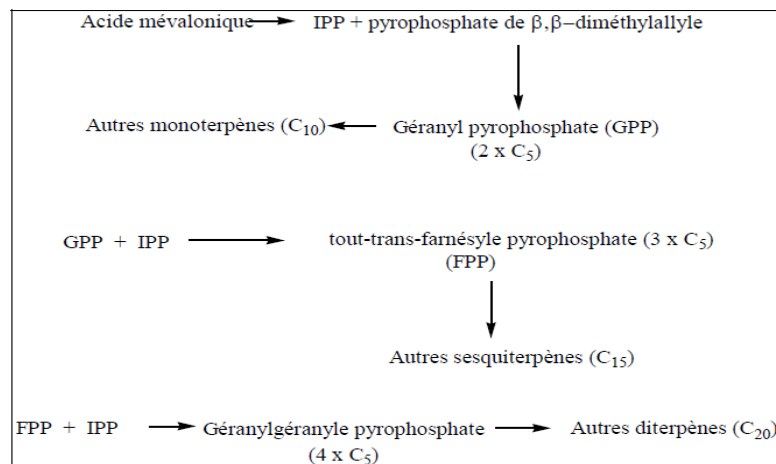 Acide mévalonique IPP + pyrophosphate de β,β−diméthylallyle
Autres monoterpènes (C₁₀) Géranyl pyrophosphate (GPP)
(2 x C₅)
GPP + IPP tout-trans-farnésyle pyrophosphate (3 x C₅)
(FPP)
Autres sesquiterpènes (C₁₅)
FPP + IPP Géranylgéranyle pyrophosphate Autres diterpènes (C₂₀)
(4 x C₅)